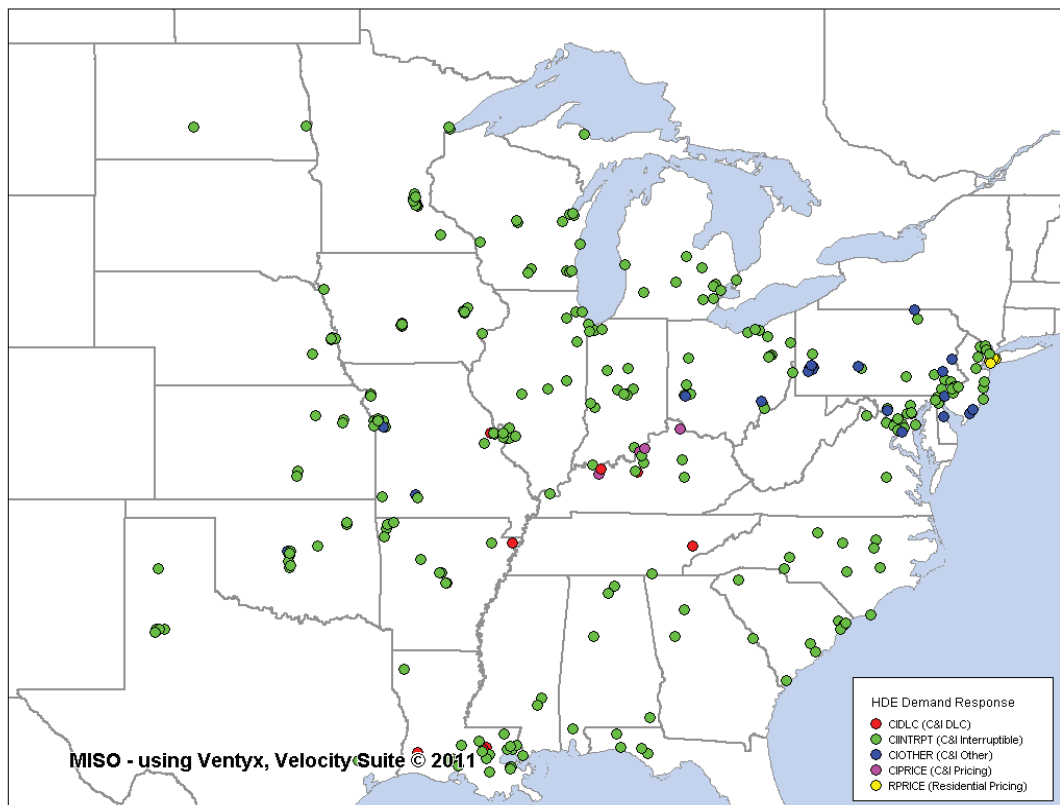 HDE Demand Response
CIDLC (C&I DLC)
CIINTRPT (C&I Interruptible)
CIOTHER (C&I Other)
CIPRICE (C&I Pricing)
RPRICE (Residential Pricing)
MISO - using Ventyx, Velocity Suite © 2011